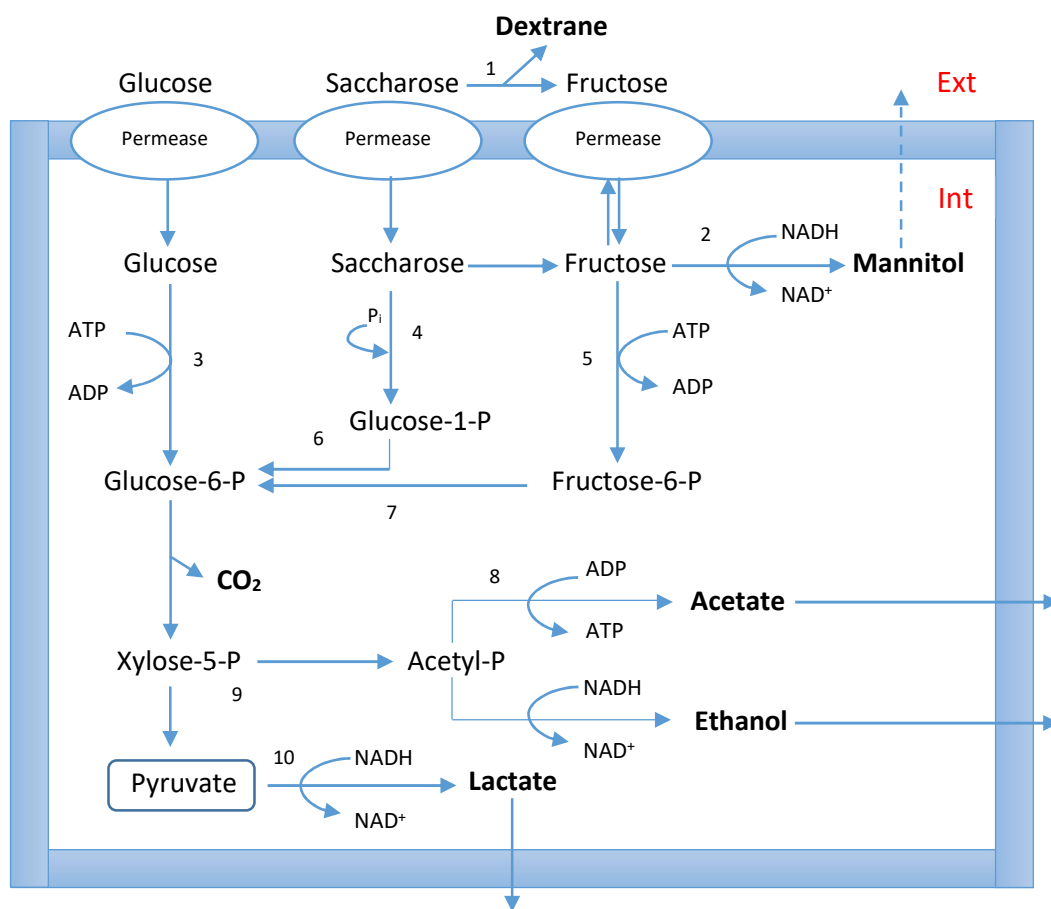 Dextrane
1
Glucose
Saccharose
Fructose
Ext
Permease
Permease
Permease
Int
2
NADH
Glucose
Saccharose
Fructose
Mannitol
NAD⁺
Pᵢ
ATP
4
ATP
3
5
ADP
ADP
Glucose-1-P
6
Glucose-6-P
Fructose-6-P
7
8
ADP
CO₂
Acetate
ATP
Xylose-5-P
Acetyl-P
9
NADH
Ethanol
NAD⁺
10
NADH
Pyruvate
Lactate
NAD⁺